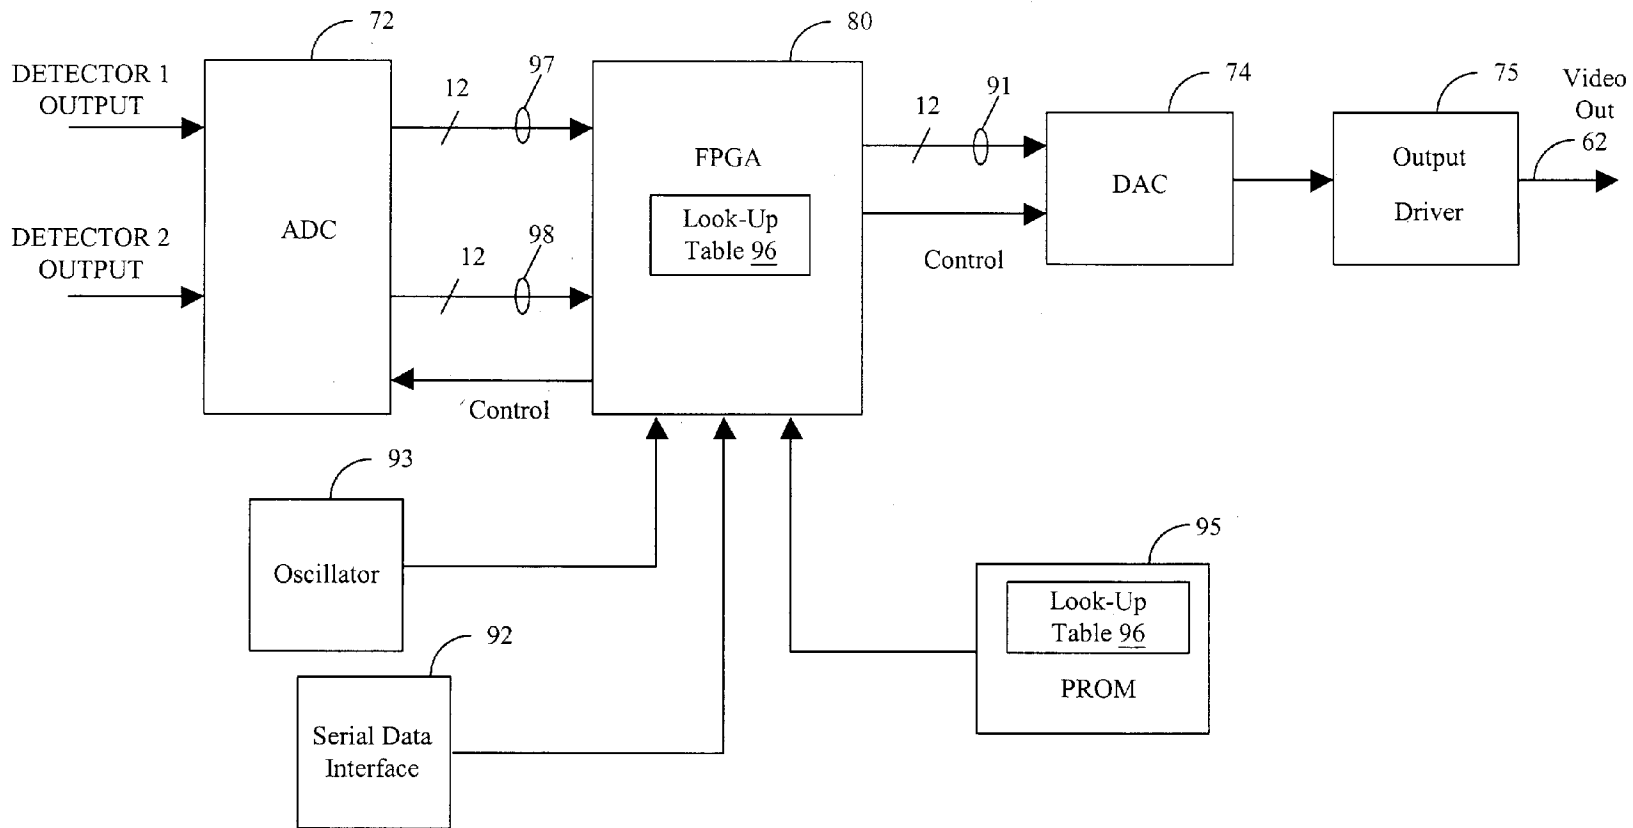 72
80
74
75
DETECTOR 1
OUTPUT
12
97
12
91
Video
Out
62
FPGA
Look-Up
Table 96
DAC
Output
Driver
ADC
DETECTOR 2
OUTPUT
12
98
Control
Control
93
Oscillator
92
Serial Data
Interface
95
Look-Up
Table 96
PROM